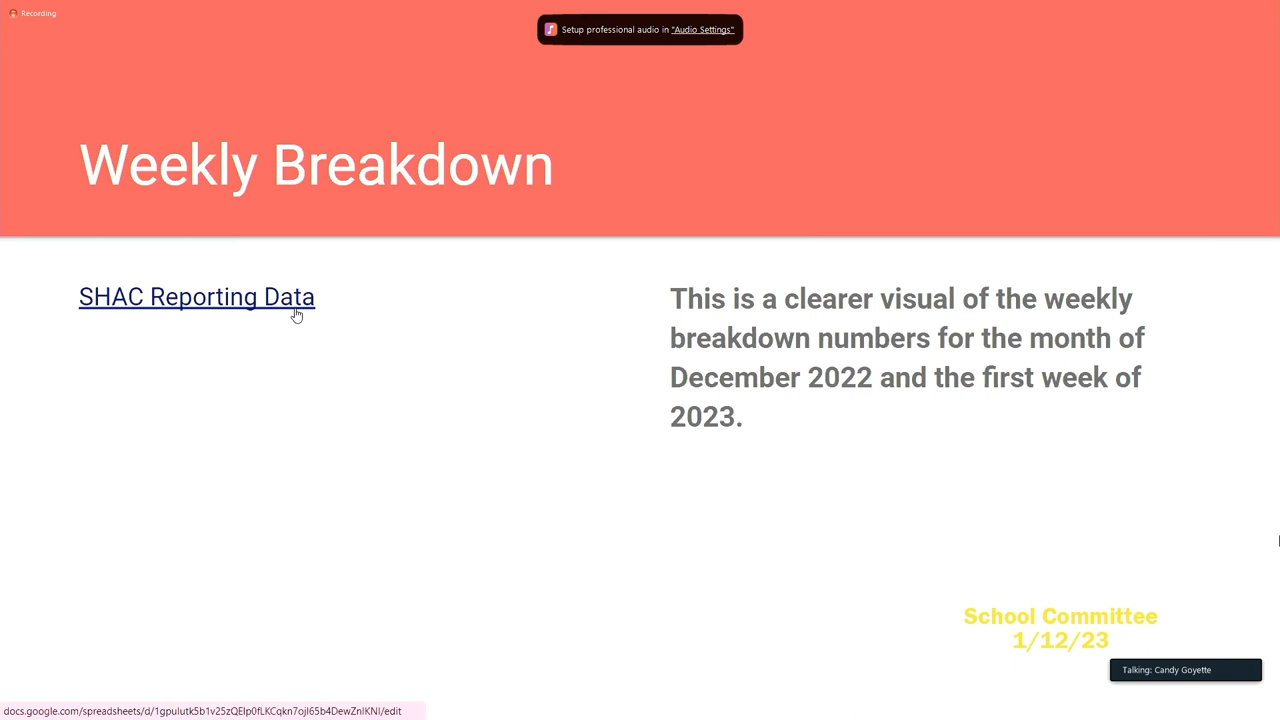 Recording
Setup professional audio in "Audio Settings"
Weekly Breakdown
SHAC Reporting Data
This is a clearer visual of the weekly
breakdown numbers for the month of
December 2022 and the first week of
2023.
School Committee
1/12/23
Talking: Candy Goyette